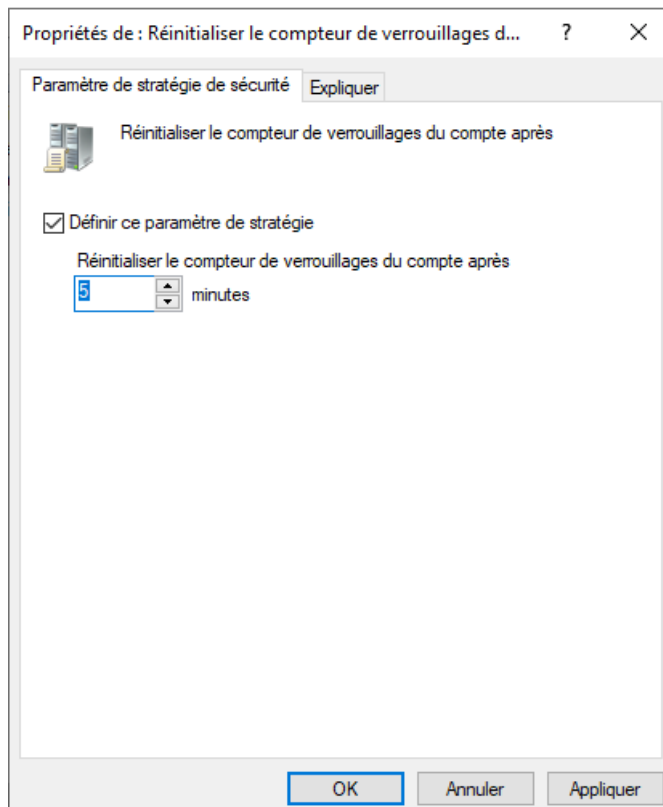 Propriétés de : Réinitialiser le compteur de verrouillages d... ?
Paramètre de stratégie de sécurité Expliquer
Réinitialiser le compteur de verrouillages du compte après
Définir ce paramètre de stratégie
Réinitialiser le compteur de verrouillages du compte après
5 minutes
OK Annuler Appliquer